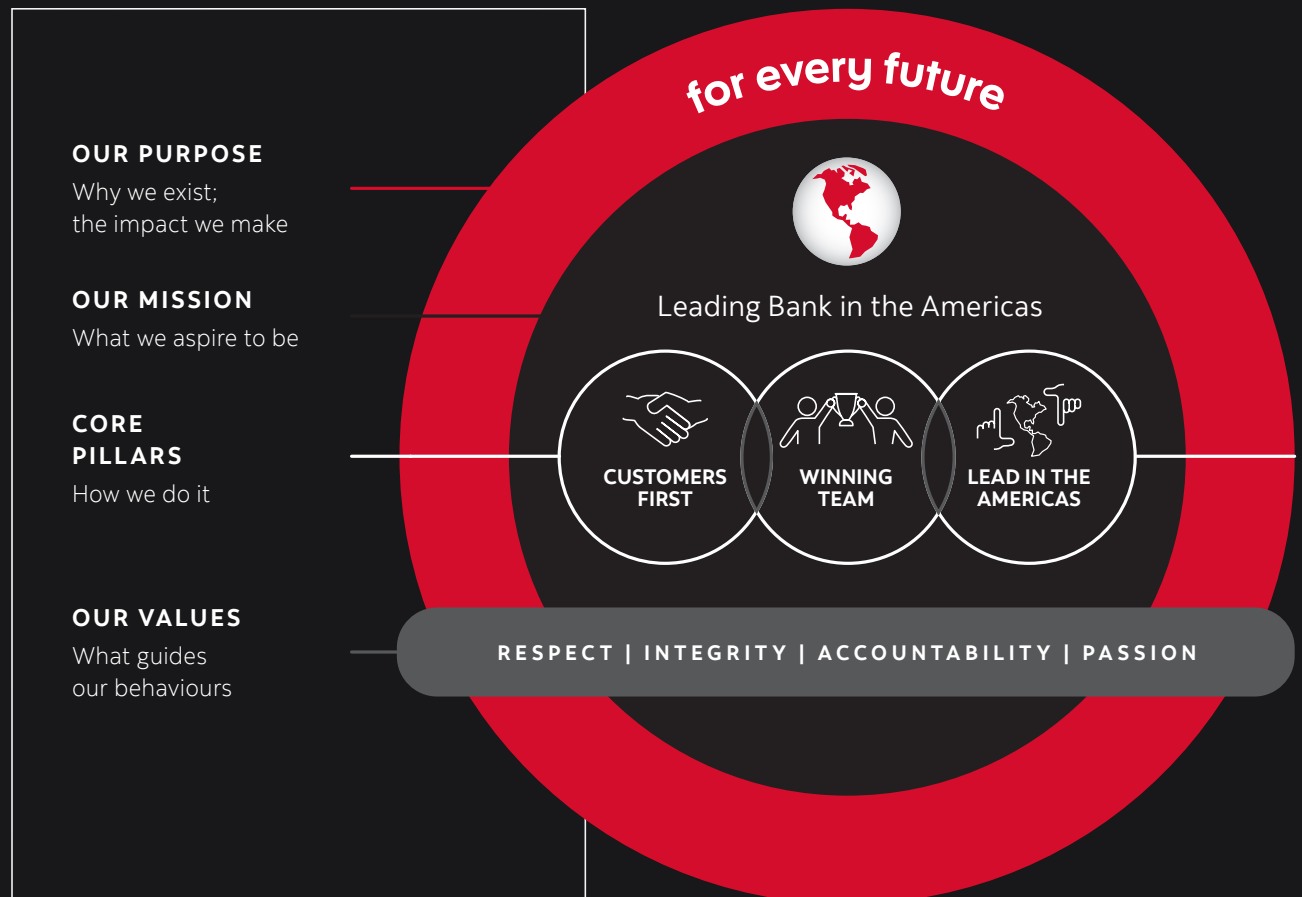 for every future
OUR PURPOSE
Why we exist;
the impact we make
OUR MISSION
What we aspire to be
Leading Bank in the Americas
CORE
PILLARS
How we do it
CUSTOMERS
FIRST
WINNING
TEAM
LEAD IN THE
AMERICAS
OUR VALUES
What guides
our behaviours
RESPECT | INTEGRITY | ACCOUNTABILITY | PASSION